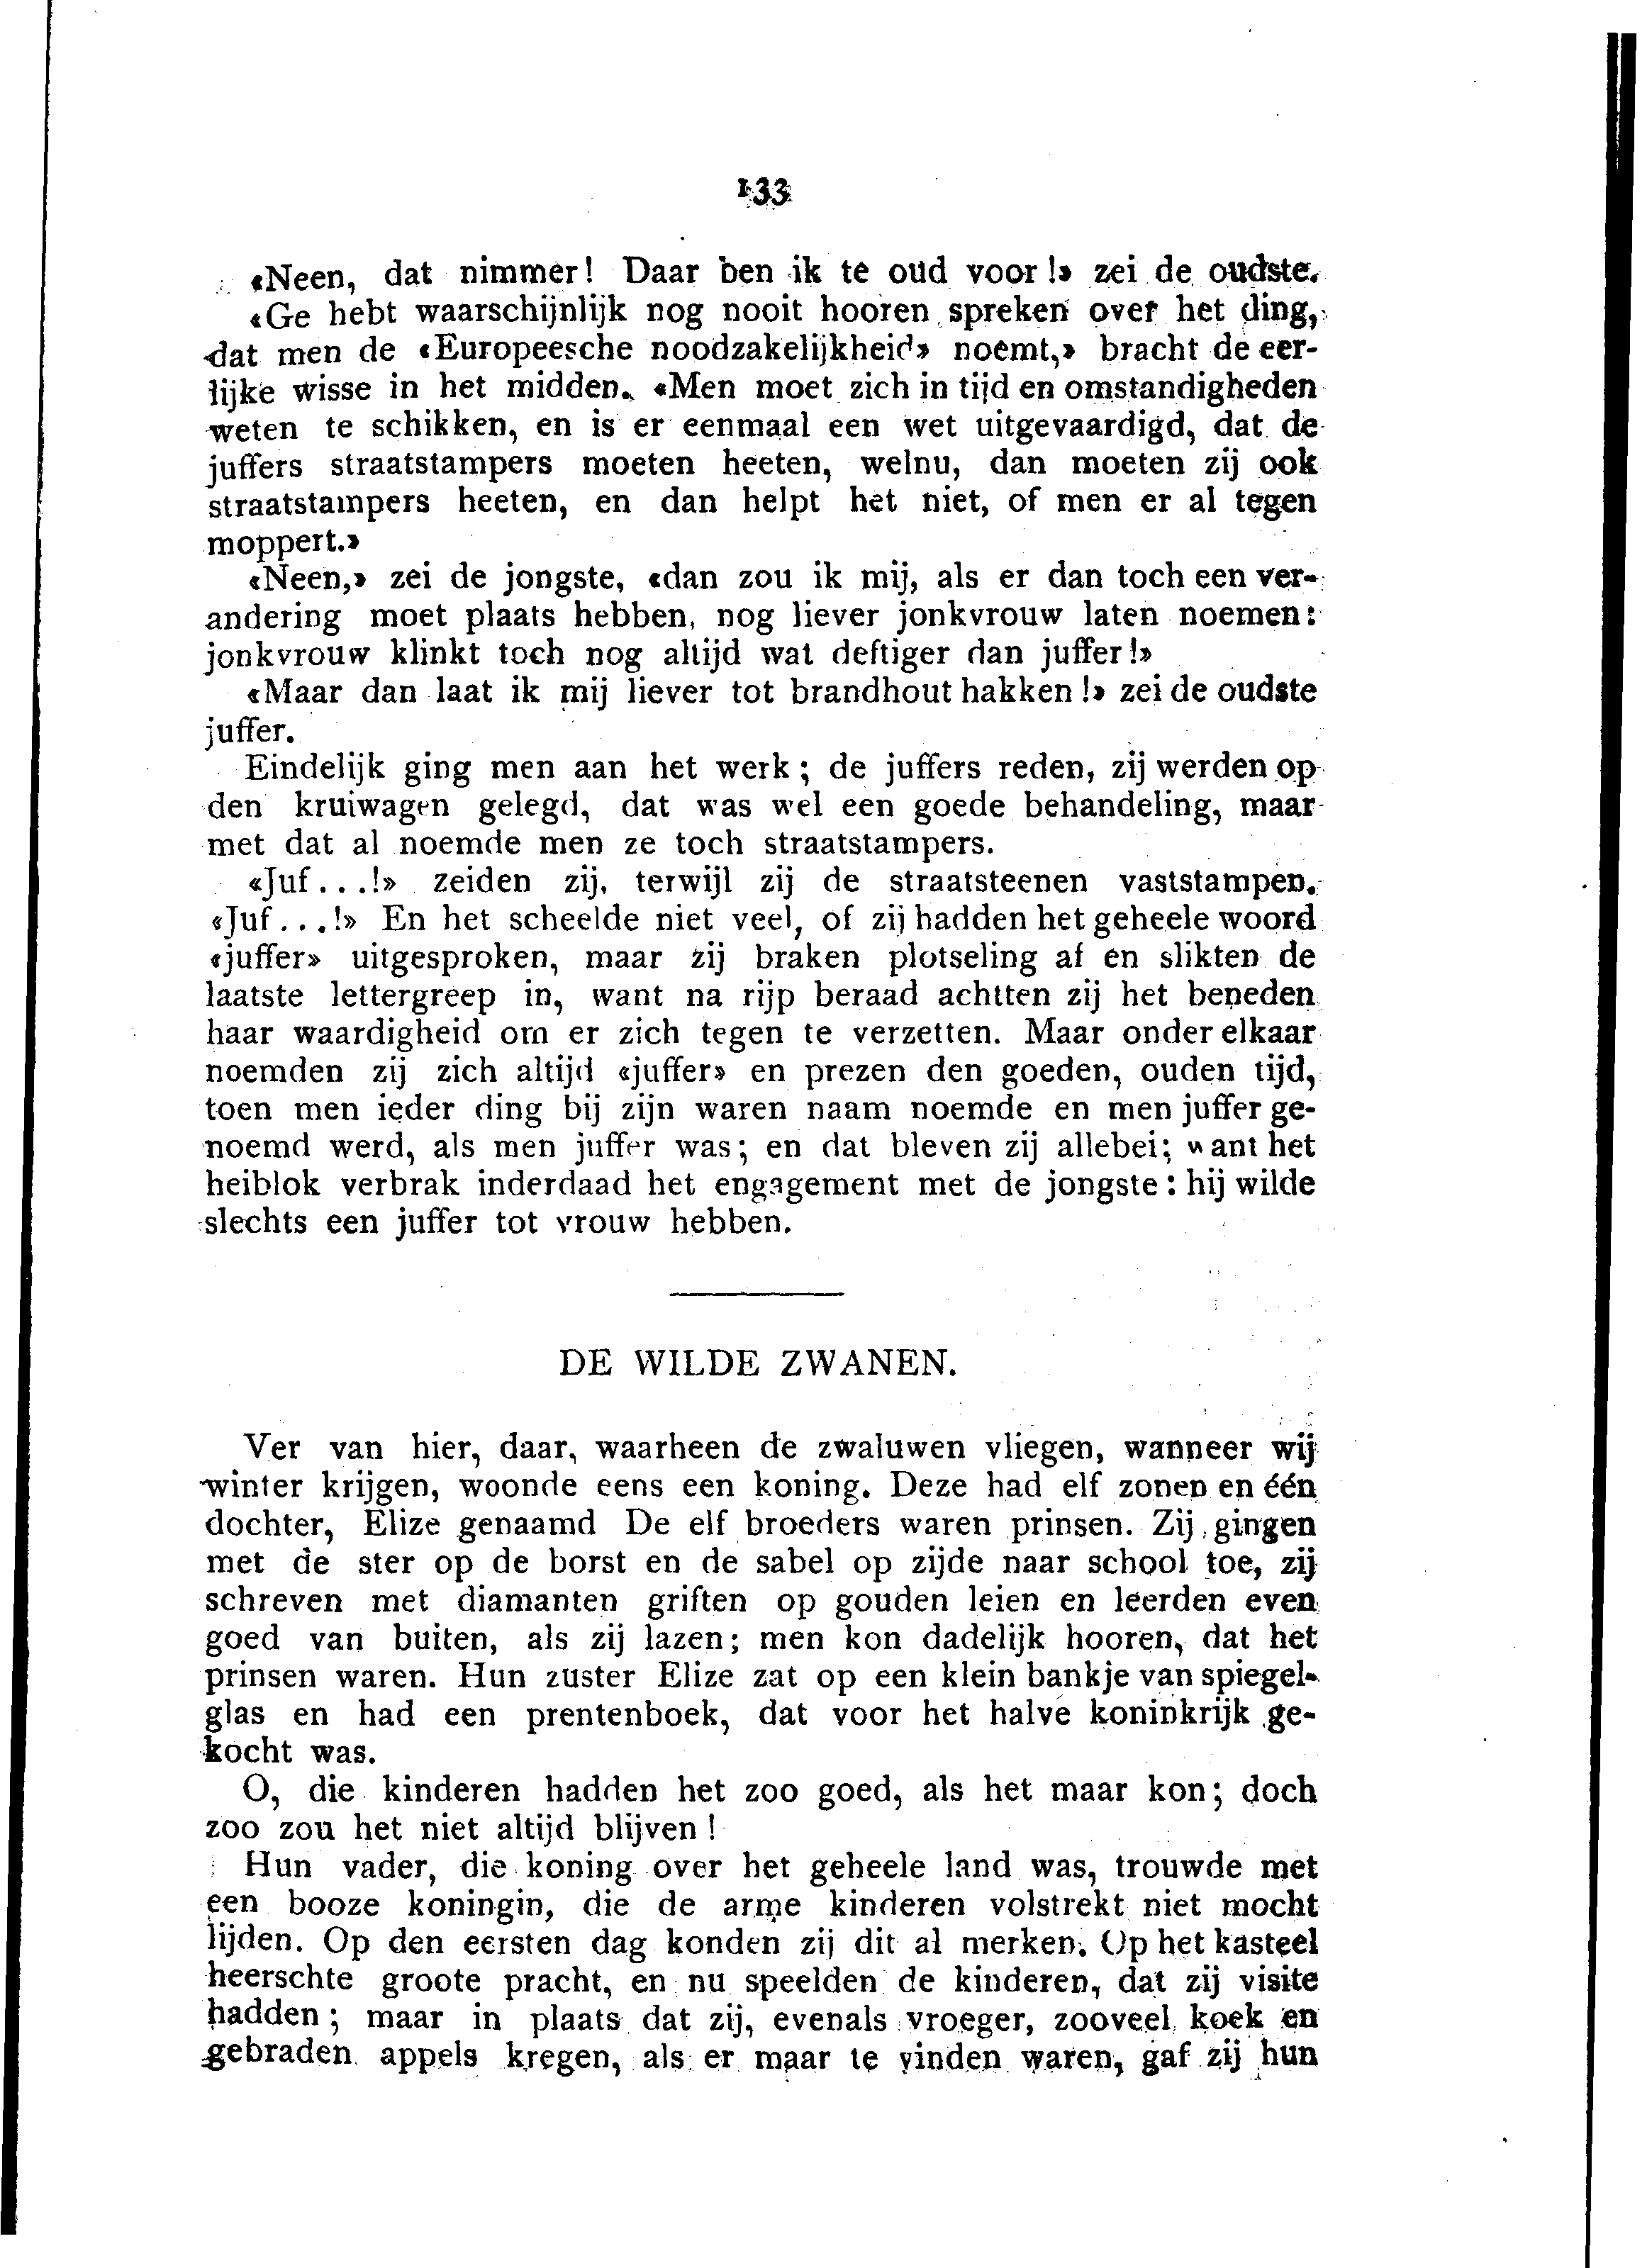 133
«Neen, dat nimmer! Daar ben ik te oud voor!» zei de oudste.
«Ge hebt waarschijnlijk nog nooit hooren spreken over het ding,
dat men de «Europeesche noodzakelijkheid» noemt,» bracht de eer-
lijke wisse in het midden. «Men moet zich in tijd en omstandigheden
weten te schikken, en is er eenmaal een wet uitgevaardigd, dat de
juffers straatstampers moeten heeten, welnu, dan moeten zij ook
straatstampers heeten, en dan helpt het niet, of men er al tegen
moppert.»
«Neen,» zei de jongste, «dan zou ik mij, als er dan toch een ver-
andering moet plaats hebben, nog liever jonkvrouw laten noemen:
jonkvrouw klinkt toch nog altijd wat deftiger dan juffer!»
«Maar dan laat ik mij liever tot brandhout hakken!» zei de oudste
juffer.
Eindelijk ging men aan het werk; de juffers reden, zij werden op
den kruiwagen gelegd, dat was wel een goede behandeling, maar
met dat al noemde men ze toch straatstampers.
«Juf...!» zeiden zij, terwijl zij de straatsteenen vaststampen.
«Juf...!» En het scheelde niet veel, of zij hadden het geheele woord
«juffer» uitgesproken, maar zij braken plotseling af en slikten de
laatste lettergreep in, want na rijp beraad achtten zij het beneden
haar waardigheid om er zich tegen te verzetten. Maar onder elkaar
noemden zij zich altijd «juffer» en prezen den goeden, ouden tijd,
toen men ieder ding bij zijn waren naam noemde en men juffer ge-
noemd werd, als men juffer was; en dat bleven zij allebei; want het
heiblok verbrak inderdaad het engagement met de jongste: hij wilde
slechts een juffer tot vrouw hebben.
DE WILDE ZWANEN.
Ver van hier, daar, waarheen de zwaluwen vliegen, wanneer wij
winter krijgen, woonde eens een koning. Deze had elf zonen en één
dochter, Elize genaamd De elf broeders waren prinsen. Zij gingen
met de ster op de borst en de sabel op zijde naar school toe, zij
schreven met diamanten griften op gouden leien en leerden even
goed van buiten, als zij lazen; men kon dadelijk hooren, dat het
prinsen waren. Hun zuster Elize zat op een klein bankje van spiegel-
glas en had een prentenboek, dat voor het halve koninkrijk ge-
kocht was.
O, die kinderen hadden het zoo goed, als het maar kon; doch
zoo zou het niet altijd blijven!
Hun vader, die koning over het geheele land was, trouwde met
een booze koningin, die de arme kinderen volstrekt niet mocht
lijden. Op den eersten dag konden zij dit al merken. Op het kasteel
heerschte groote pracht, en nu speelden de kinderen, dat zij visite
hadden; maar in plaats dat zij, evenals vroeger, zooveel koek en
gebraden appels kregen, als er maar te vinden waren, gaf zij hun